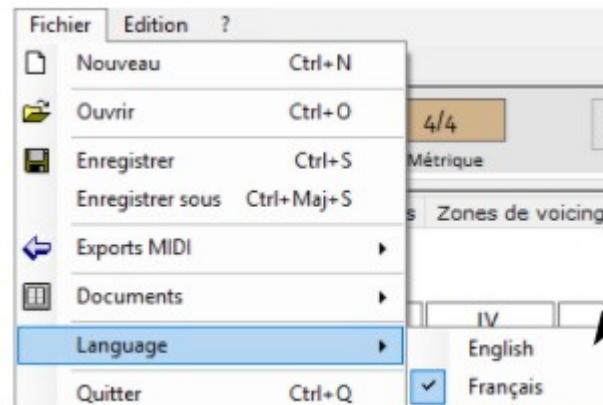 Fichier Edition ?
Nouveau Ctrl+N
Ouvrir Ctrl+O
4/4
Enregistrer Ctrl+S
Métrique
Enregistrer sous Ctrl+Maj+S
s Zones de voicing
Exports MIDI
Documents
IV
Language
English
Quitter Ctrl+Q
Français